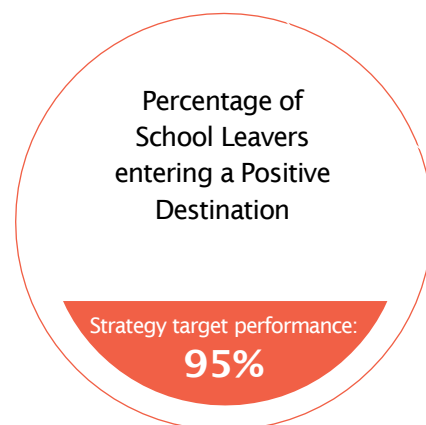 Percentage of
School Leavers
entering a Positive
Destination
Strategy target performance:
95%